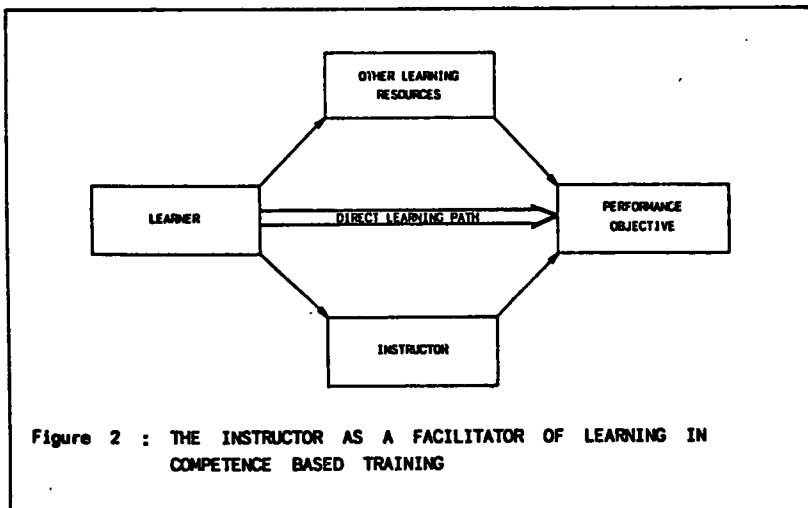 OTHER LEARNING
RESOURCES
LEARNER
DIRECT LEARNING PATH
PERFORMANCE
OBJECTIVE
INSTRUCTOR
Figure 2 : THE INSTRUCTOR AS A FACILITATOR OF LEARNING IN
COMPETENCE BASED TRAINING